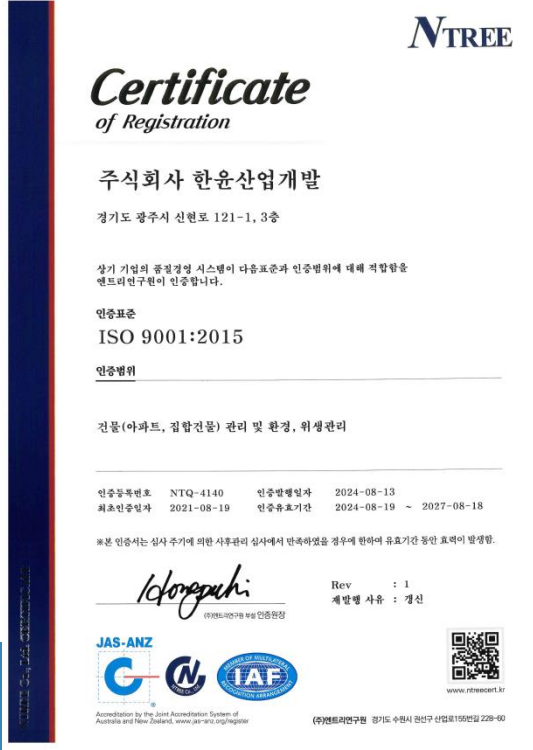 NTREE
Certificate
of Registration
주식회사 한윤산업개발
경기도 광주시 신현로 121-1, 3층
상기 기업의 품질경영 시스템이 다음표준과 인증범위에 대해 적합함을
엔트리연구원이 인증합니다.
인증표준
ISO 9001:2015
인증범위
건물(아파트, 집합건물) 관리 및 환경, 위생관리
인증등록번호 NTQ-4140 인증발행일자 2024-08-13
최초인증일자 2021-08-19 인증유효기간 2024-08-19 ~ 2027-08-18
※본 인증서는 심사 주기에 의한 사후관리 심사에서 만족하였을 경우에 한하여 유효기간 동안 효력이 발생함.
(주)엔트리연구원 부설 인증원장
Rev : 1
재발행 사유 : 갱신
JAS-ANZ
C
®
CN
NTREE Co., Ltd
MEMBER OF MULTILATERAL
IAF
RECOGNITION ARRANGEMENT
www.ntreecert.kr
Accreditation by the Joint Accreditation System of
Australia and New Zealand, www.jas-anz.org/register
(주)엔트리연구원 경기도 수원시 권선구 산업로155번길 228-60